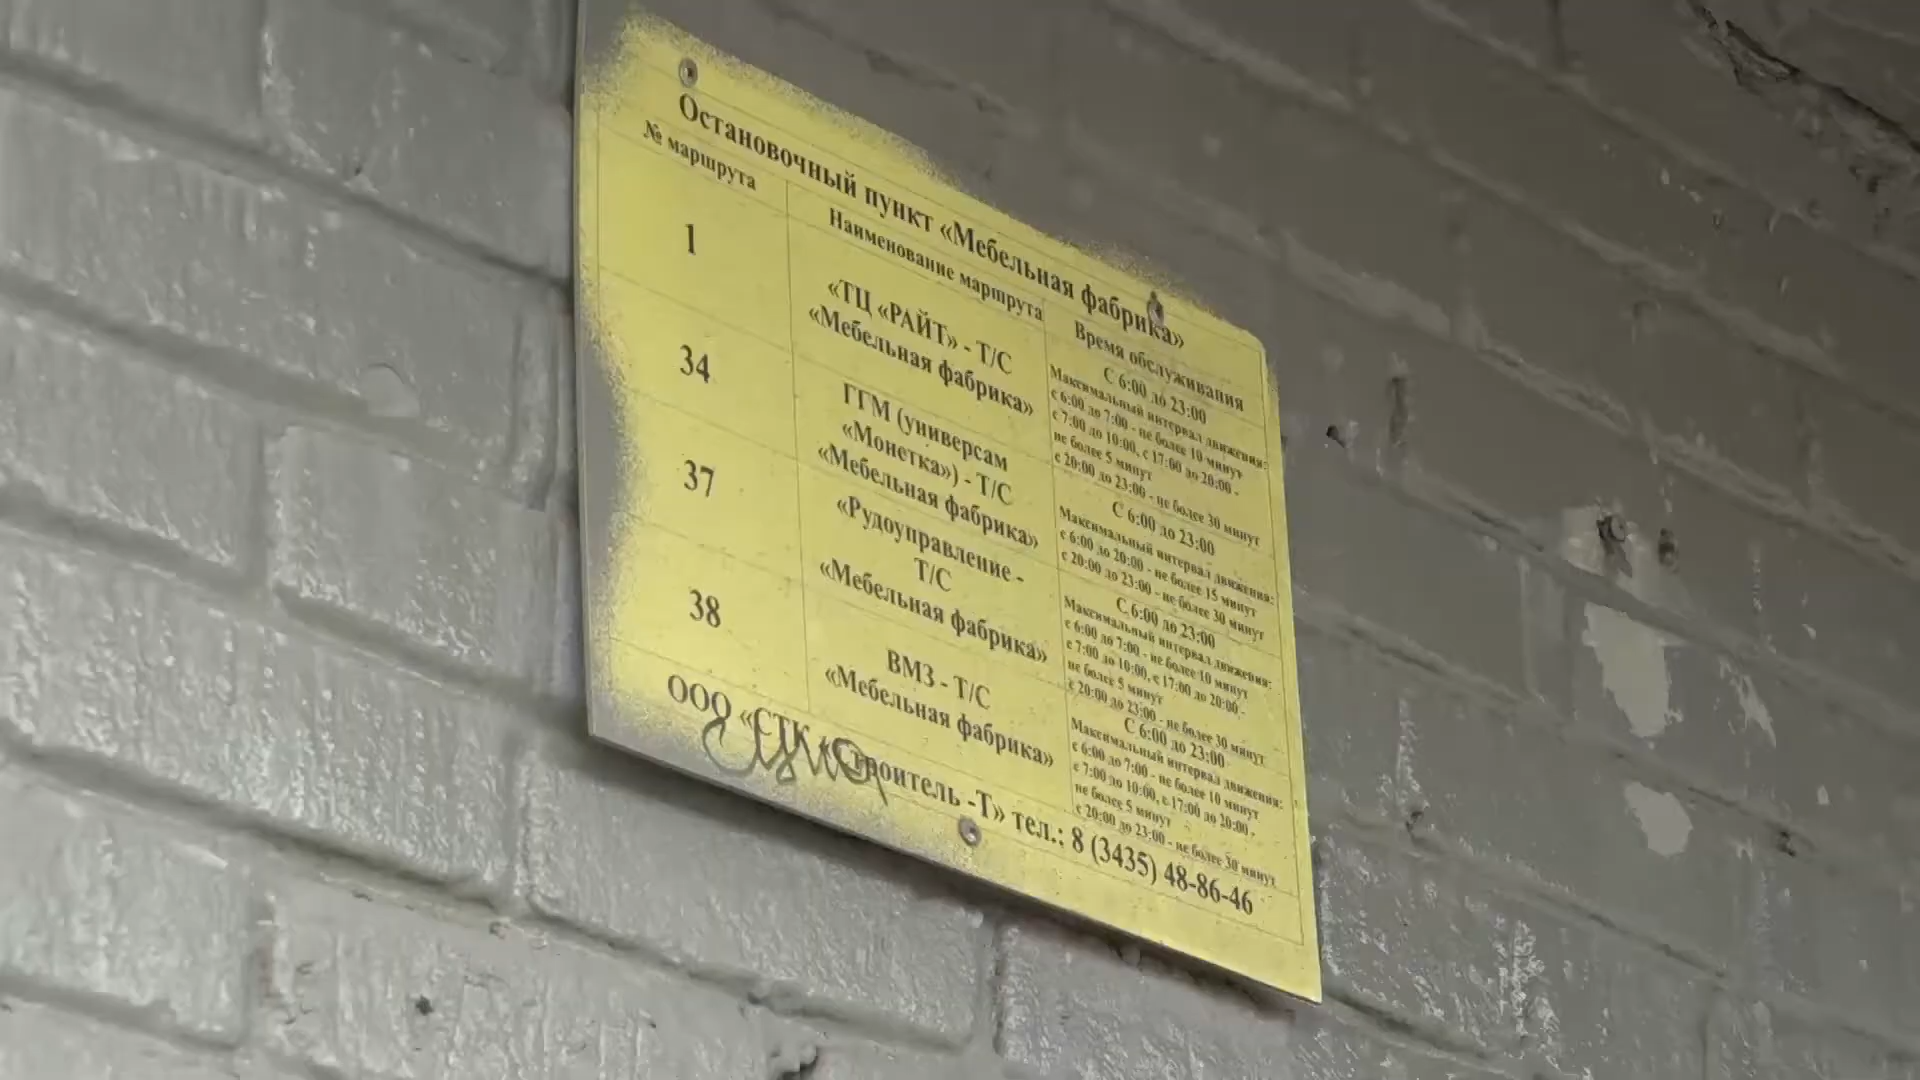 Остановочный пункт «Мебельная фабрика»
№ маршрута
Наименование маршрута
Время обслуживания
1
«ТЦ «РАЙТ» - Т/С
«Мебельная фабрика»
С 6:00 до 23:00
Максимальный интервал движения:
с 6:00 до 7:00 - не более 10 минут
с 7:00 до 10:00, с 17:00 до 20:00 -
не более 5 минут
с 20:00 до 23:00 - не более 30 минут
34
ГГМ (универсам
«Монетка») - Т/С
«Мебельная фабрика»
С 6:00 до 23:00
Максимальный интервал движения:
с 6:00 до 20:00 - не более 15 минут
с 20:00 до 23:00 - не более 30 минут
37
«Рудоуправление -
Т/С
«Мебельная фабрика»
С 6:00 до 23:00
Максимальный интервал движения:
с 6:00 до 7:00 - не более 10 минут
с 7:00 до 10:00, с 17:00 до 20:00 -
не более 5 минут
с 20:00 до 23:00 - не более 30 минут
38
ВМЗ - Т/С
«Мебельная фабрика»
С 6:00 до 23:00
Максимальный интервал движения:
с 6:00 до 7:00 - не более 10 минут
с 7:00 до 10:00, с 17:00 до 20:00 -
не более 5 минут
с 20:00 до 23:00 - не более 30 минут
ООО «СТК «Строитель -Т» тел.: 8 (3435) 48-86-46